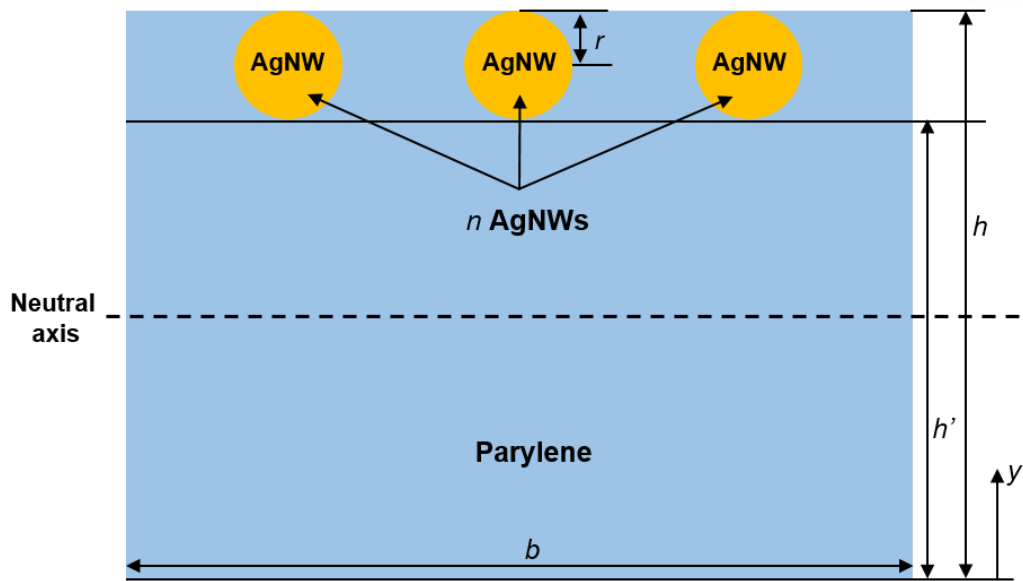 r
AgNW AgNW AgNW
n AgNWs
h
Neutral
axis
h’
Parylene
y
b